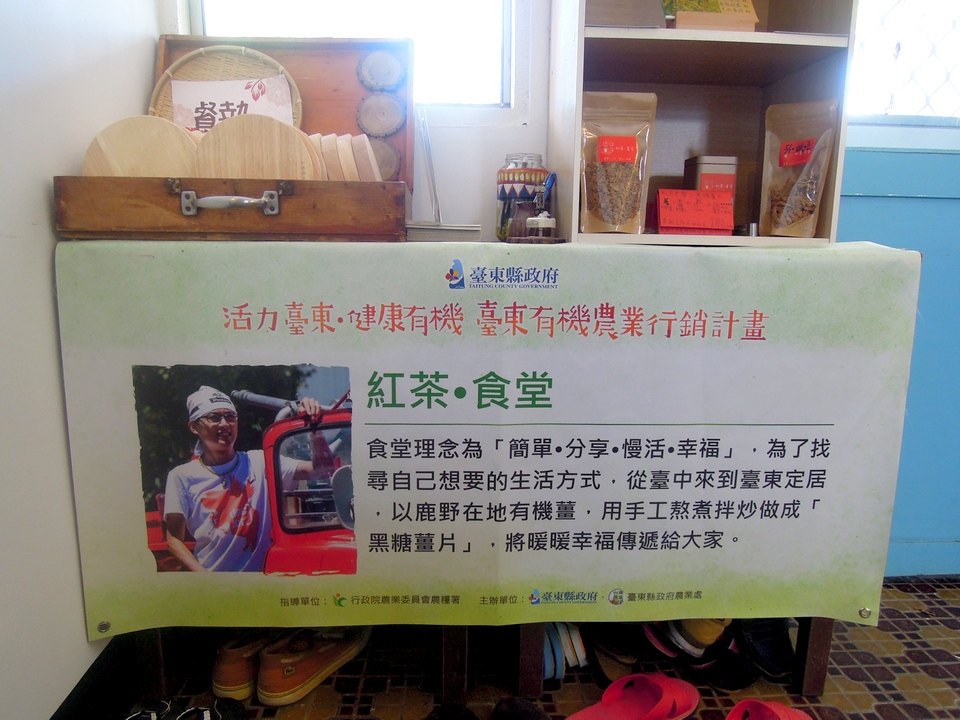 餐墊
臺東縣政府
TAITUNG COUNTY GOVERNMENT
活力臺東•健康有機 臺東有機農業行銷計畫
紅茶•食堂
食堂理念為「簡單•分享•慢活•幸福」，為了找
尋自己想要的生活方式，從臺中來到臺東定居
，以鹿野在地有機薑，用手工熬煮拌炒做成「
黑糖薑片」，將暖暖幸福傳遞給大家。
指導單位： 行政院農業委員會農糧署 主辦單位： 臺東縣政府、 臺東縣政府農業處